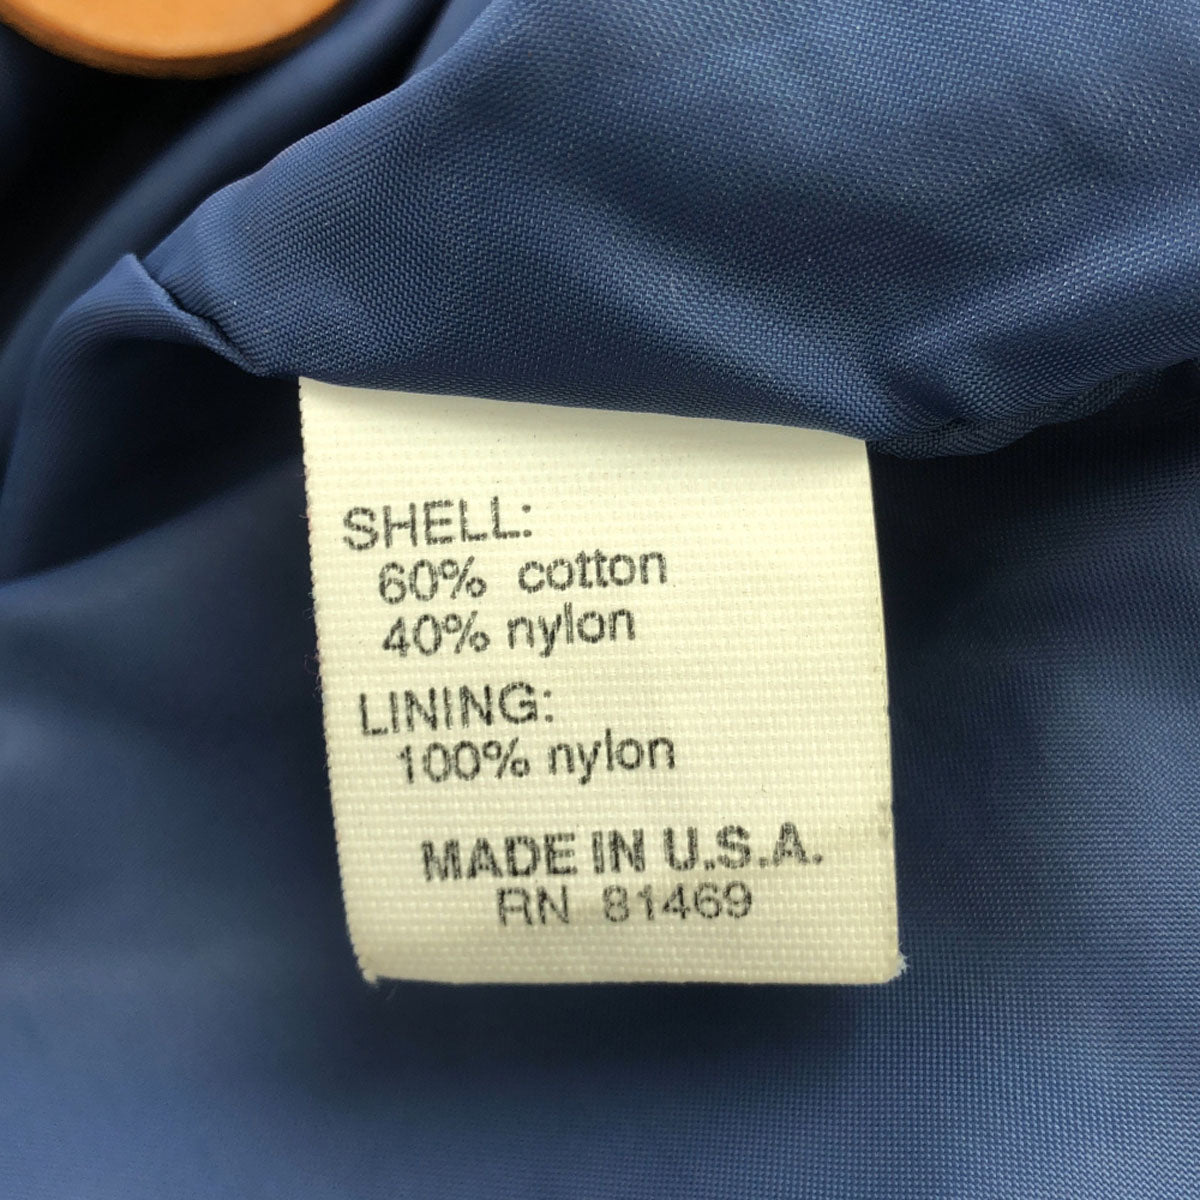 SHELL:
60% cotton
40% nylon
LINING:
100% nylon
MADE IN U.S.A.
RN 81469